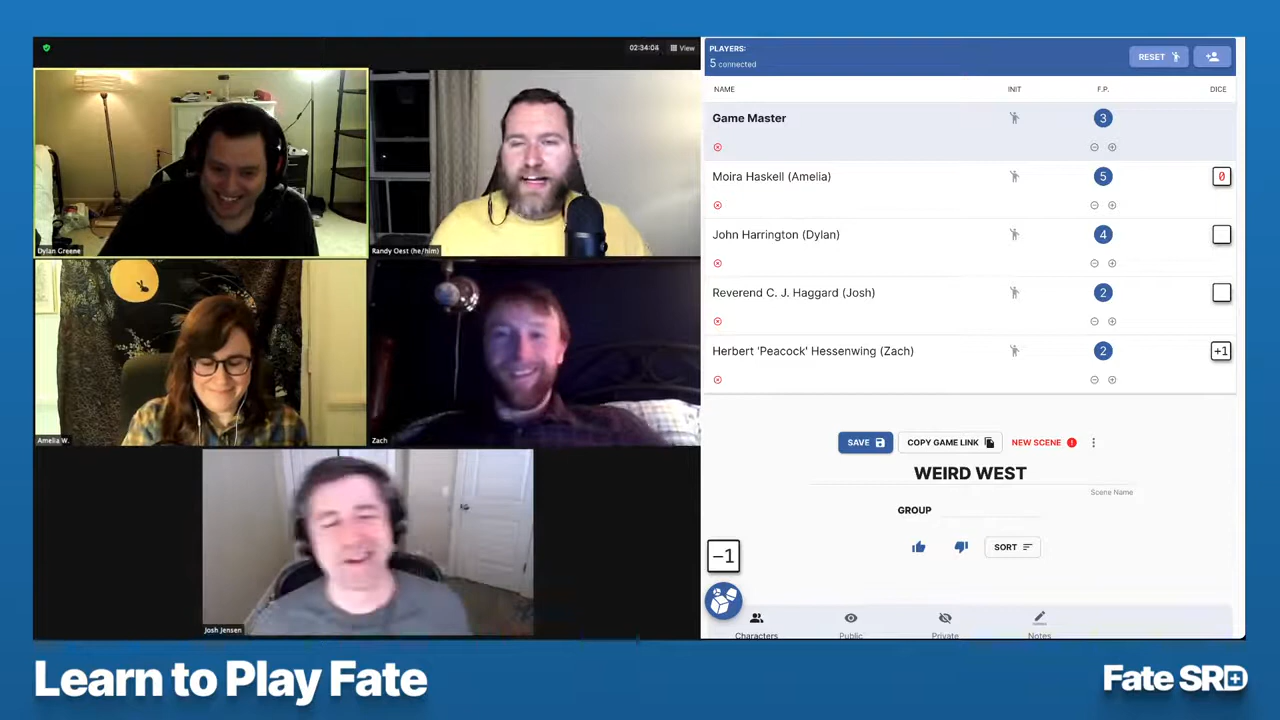 02:34:08
View
Dylan Greene
Randy Oest (he/him)
Amelia W.
Zach
Josh Jensen
PLAYERS:
5 connected
RESET
NAME INIT F.P. DICE
Game Master 3
Moira Haskell (Amelia) 5 0
John Harrington (Dylan) 4
Reverend C. J. Haggard (Josh) 2
Herbert 'Peacock' Hessenwing (Zach) 2 +1
SAVE COPY GAME LINK NEW SCENE
WEIRD WEST
Scene Name
GROUP
SORT
−1
Characters Public Private Notes
Learn to Play Fate
Fate SRD